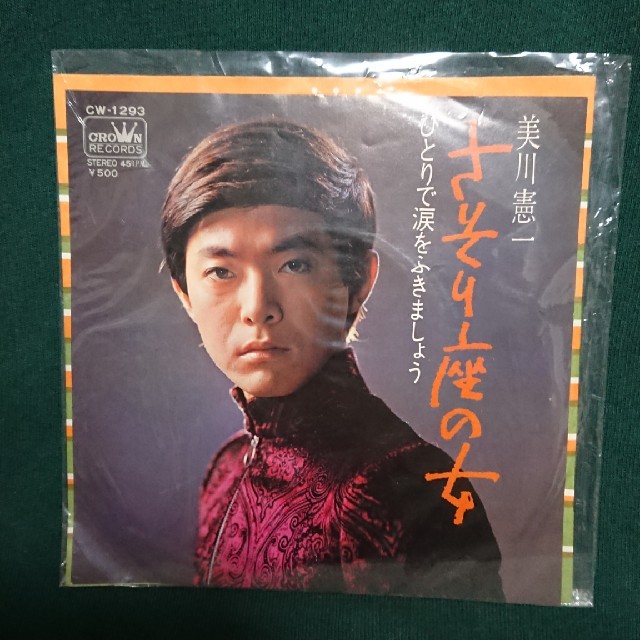 CW-1293
CROWN
RECORDS
STEREO 45RPM
¥500
美川憲一
さそり座の女
ひとりで涙をふきましょう